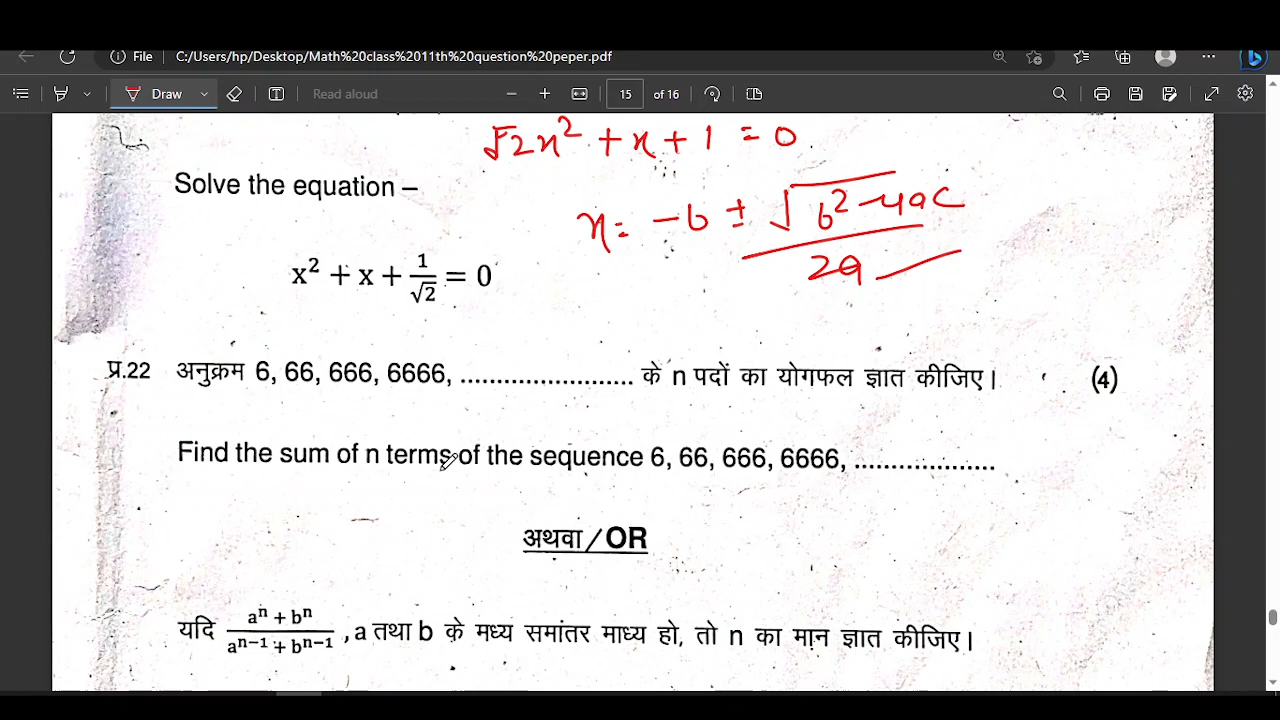 File C:/Users/hp/Desktop/Math%20class%2011th%20question%20peper.pdf
Draw Read aloud 15 of 16
√2x² + x + 1 = 0
Solve the equation –
x = -b ± √b² - 4ac / 2a
x² + x + 1/√2 = 0
प्र.22 अनुक्रम 6, 66, 666, 6666, ........................ के n पदों का योगफल ज्ञात कीजिए। (4)
Find the sum of n terms of the sequence 6, 66, 666, 6666, ....................
अथवा/OR
यदि aⁿ + bⁿ / aⁿ⁻¹ + bⁿ⁻¹ , a तथा b के मध्य समांतर माध्य हो, तो n का मान ज्ञात कीजिए।